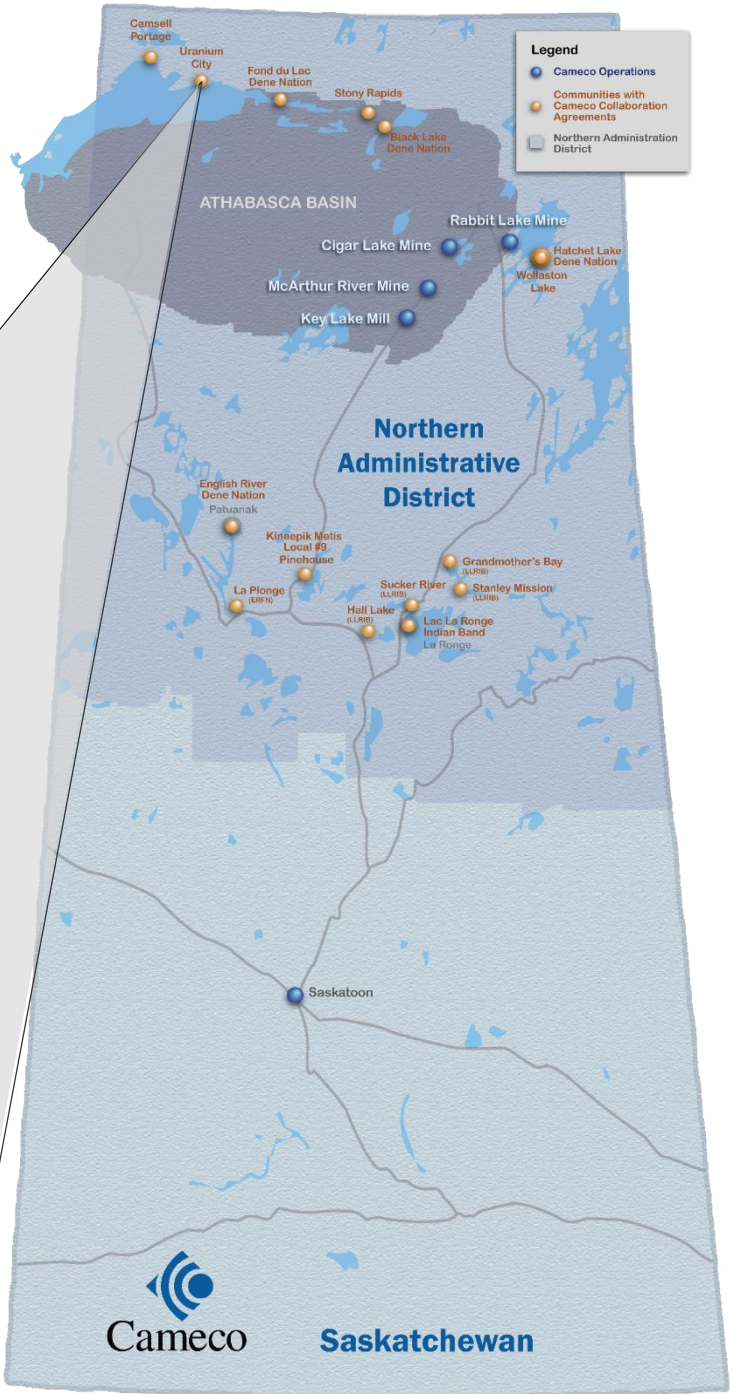 Camsell
Portage
Uranium
City
Fond du Lac
Dene Nation
Stony Rapids
Black Lake
Dene Nation
Legend
Cameco Operations
Communities with
Cameco Collaboration
Agreements
Northern Administration
District
ATHABASCA BASIN
Rabbit Lake Mine
Cigar Lake Mine
Hatchet Lake
Dene Nation
Wollaston
Lake
McArthur River Mine
Key Lake Mill
Northern
Administrative
District
English River
Dene Nation
Patuanak
Kineepik Metis
Local #9
Pinehouse
La Plonge
(ERFN)
Grandmother's Bay
(LLRIB)
Sucker River
(LLRIB)
Stanley Mission
(LLRIB)
Hall Lake
(LLRIB)
Lac La Ronge
Indian Band
La Ronge
Saskatoon
Cameco
Saskatchewan